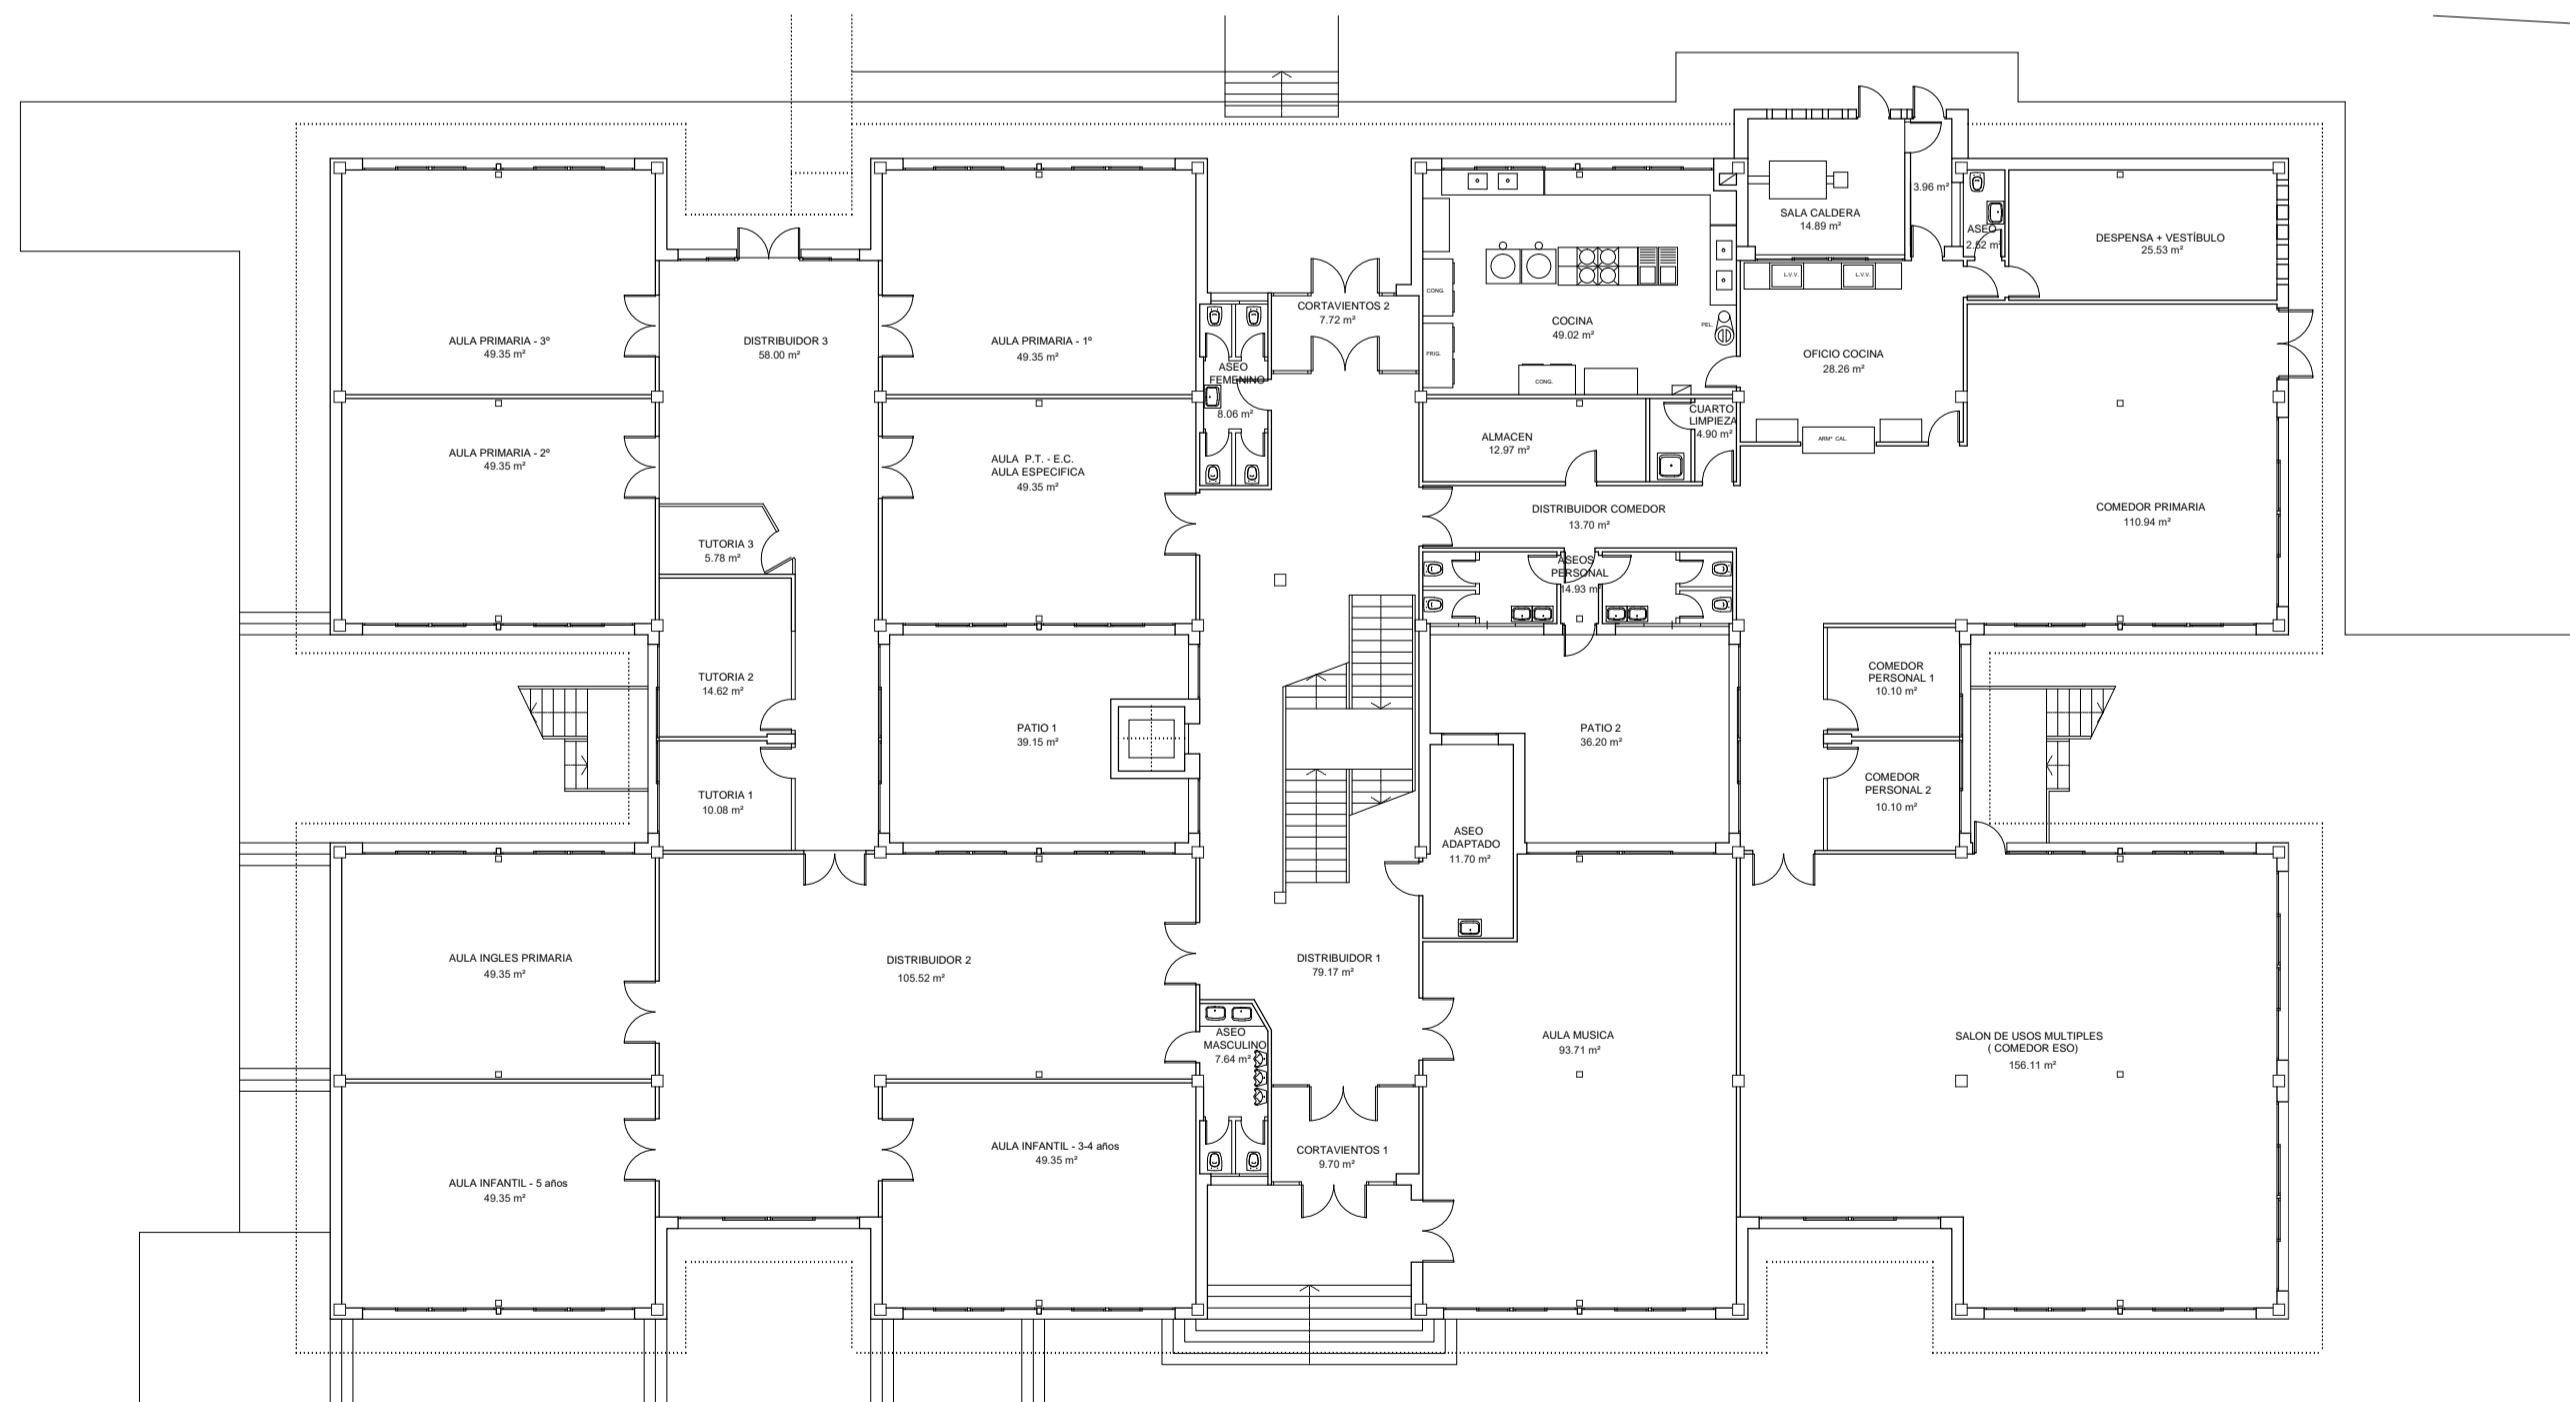 3.96 m²
SALA CALDERA
14.89 m²
ASEO
2.52 m²
DESPENSA + VESTÍBULO
25.53 m²
L.V.V.
L.V.V.
CONG.
CORTAVIENTOS 2
7.72 m²
COCINA
49.02 m²
PEL.
AULA PRIMARIA - 3º
49.35 m²
DISTRIBUIDOR 3
58.00 m²
AULA PRIMARIA - 1º
49.35 m²
FRIG.
OFICIO COCINA
28.26 m²
ASEO
FEMENINO
8.06 m²
CONG.
CUARTO
LIMPIEZA
4.90 m²
ALMACEN
12.97 m²
ARMº CAL.
AULA PRIMARIA - 2º
49.35 m²
AULA P.T. - E.C.
AULA ESPECIFICA
49.35 m²
DISTRIBUIDOR COMEDOR
13.70 m²
COMEDOR PRIMARIA
110.94 m²
TUTORIA 3
5.78 m²
ASEOS
PERSONAL
14.93 m²
TUTORIA 2
14.62 m²
COMEDOR
PERSONAL 1
10.10 m²
PATIO 1
39.15 m²
PATIO 2
36.20 m²
TUTORIA 1
10.08 m²
COMEDOR
PERSONAL 2
10.10 m²
ASEO
ADAPTADO
11.70 m²
AULA INGLES PRIMARIA
49.35 m²
DISTRIBUIDOR 2
105.52 m²
DISTRIBUIDOR 1
79.17 m²
ASEO
MASCULINO
7.64 m²
AULA MUSICA
93.71 m²
SALON DE USOS MULTIPLES
( COMEDOR ESO)
156.11 m²
AULA INFANTIL - 3-4 años
49.35 m²
CORTAVIENTOS 1
9.70 m²
AULA INFANTIL - 5 años
49.35 m²